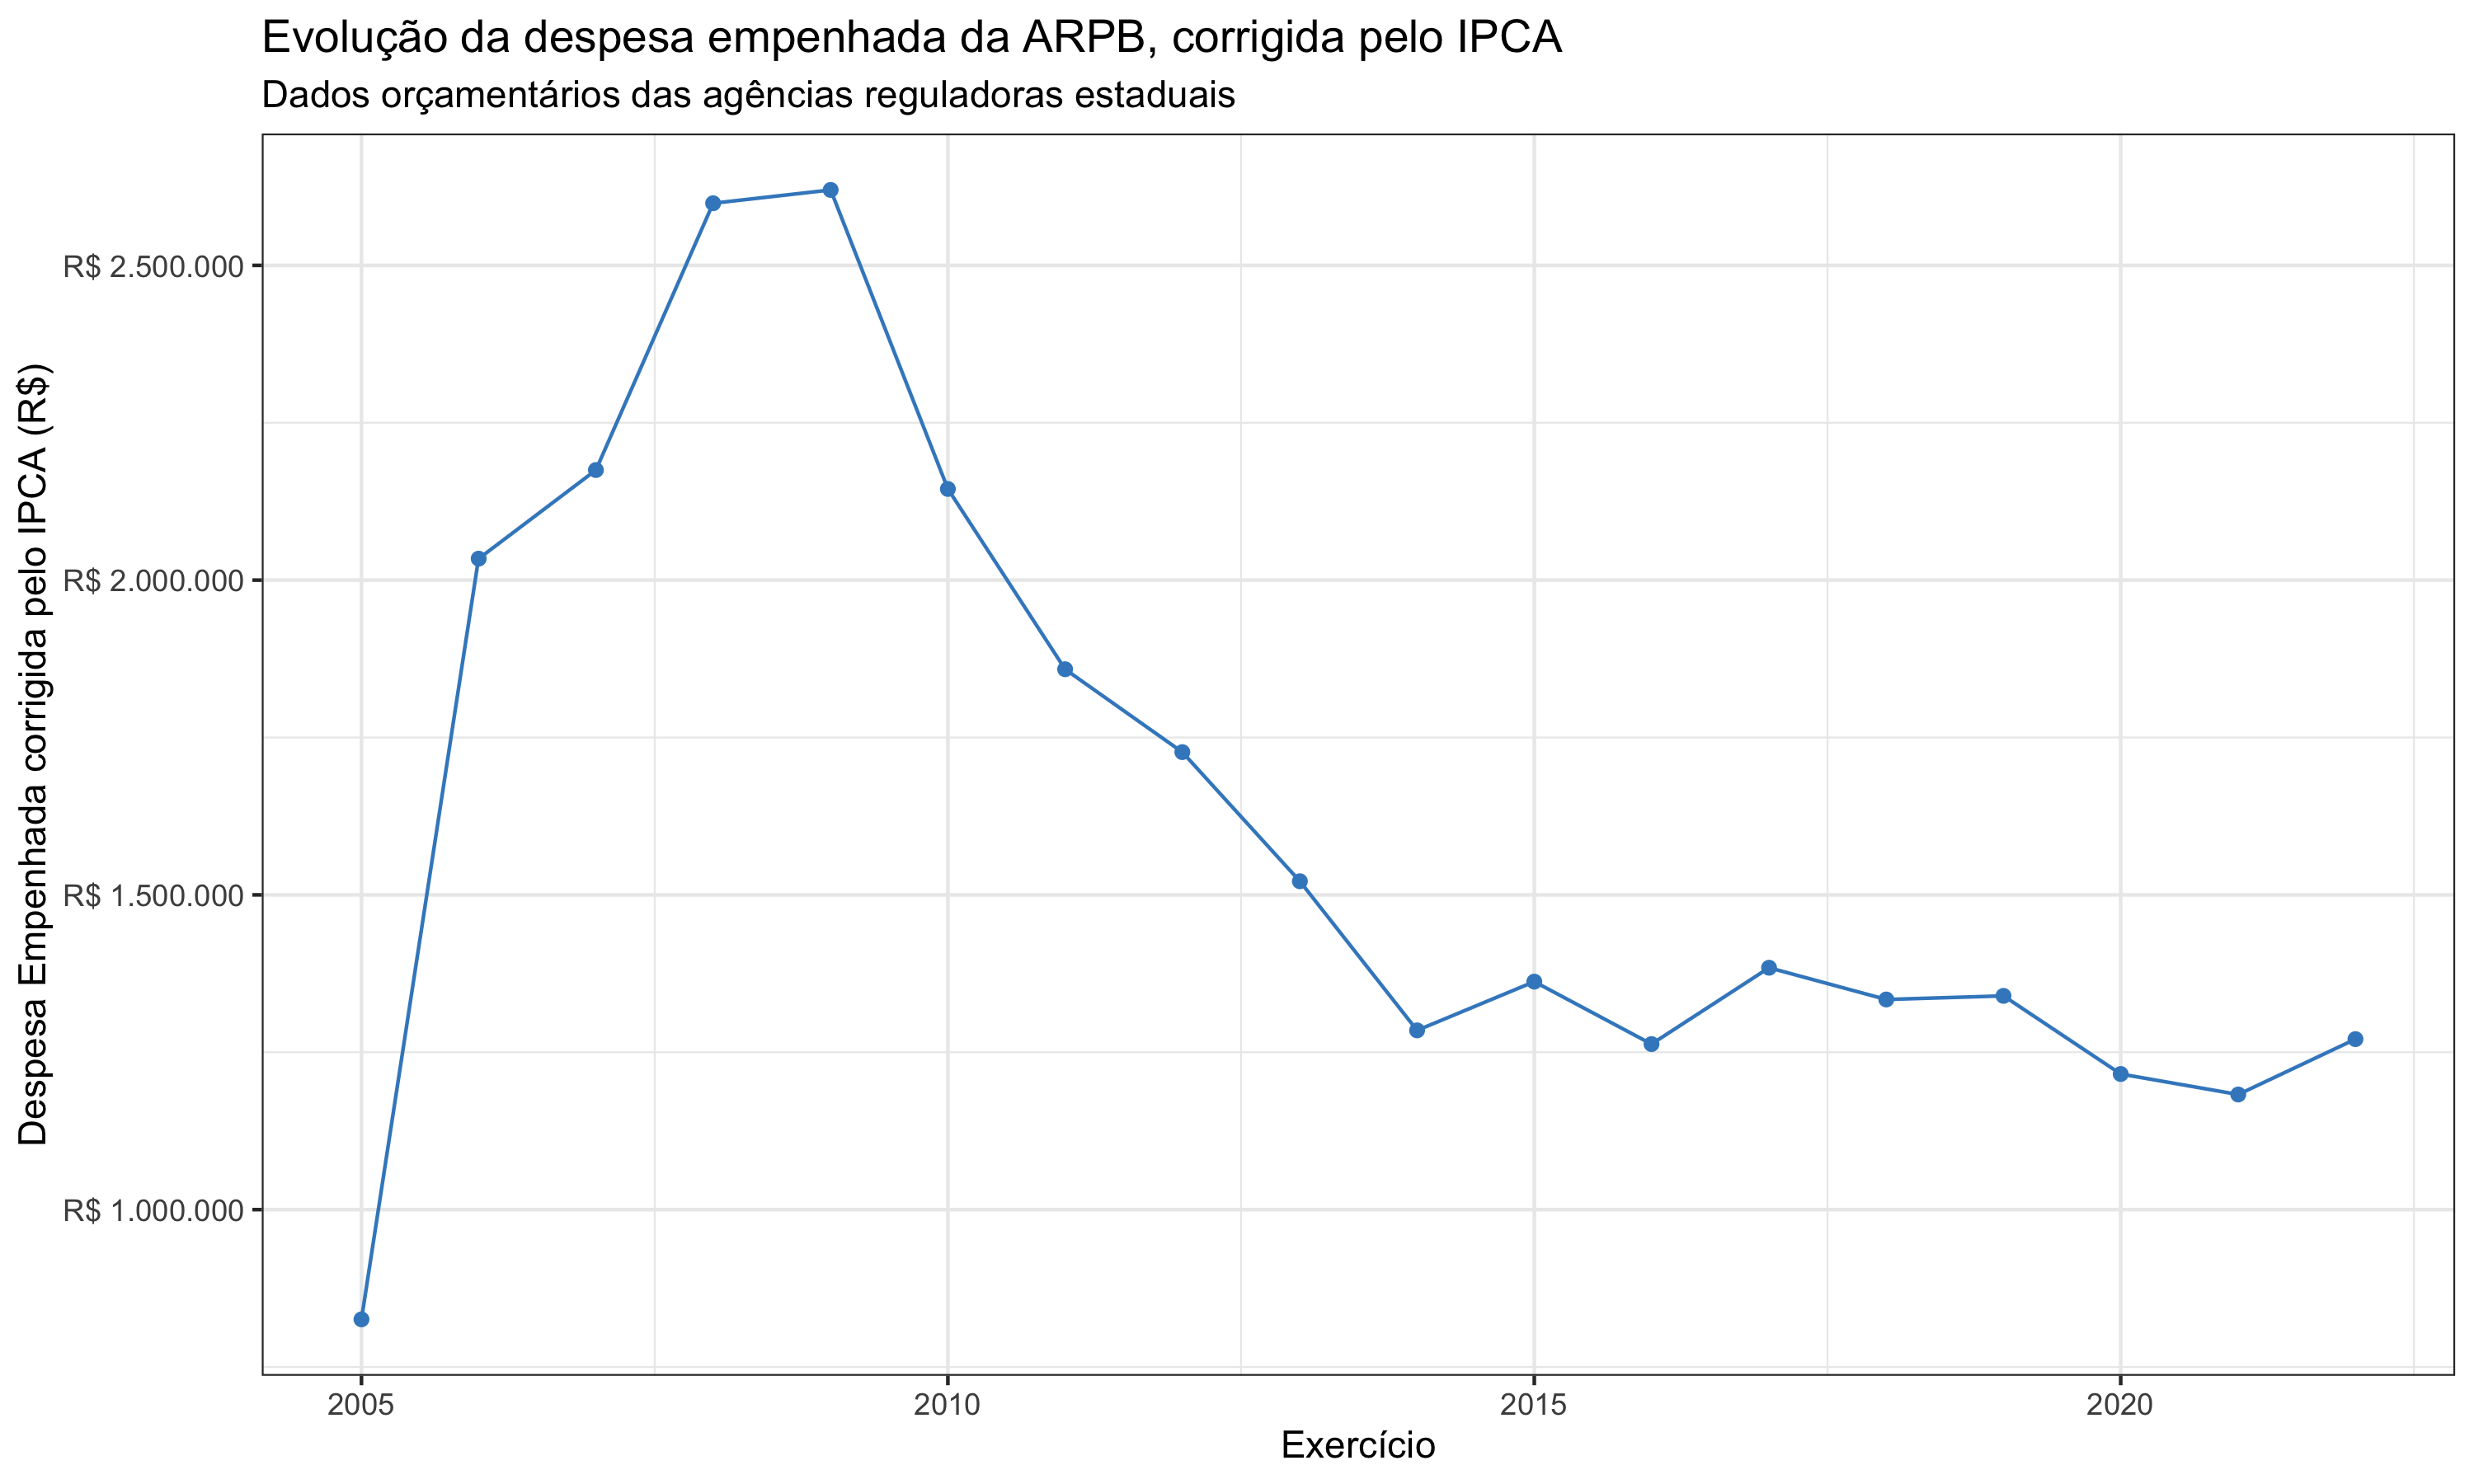 Evolução da despesa empenhada da ARPB, corrigida pelo IPCA
Dados orçamentários das agências reguladoras estaduais
Despesa Empenhada corrigida pelo IPCA (R$)
R$ 2.500.000
R$ 2.000.000
R$ 1.500.000
R$ 1.000.000
2005
2010
2015
2020
Exercício